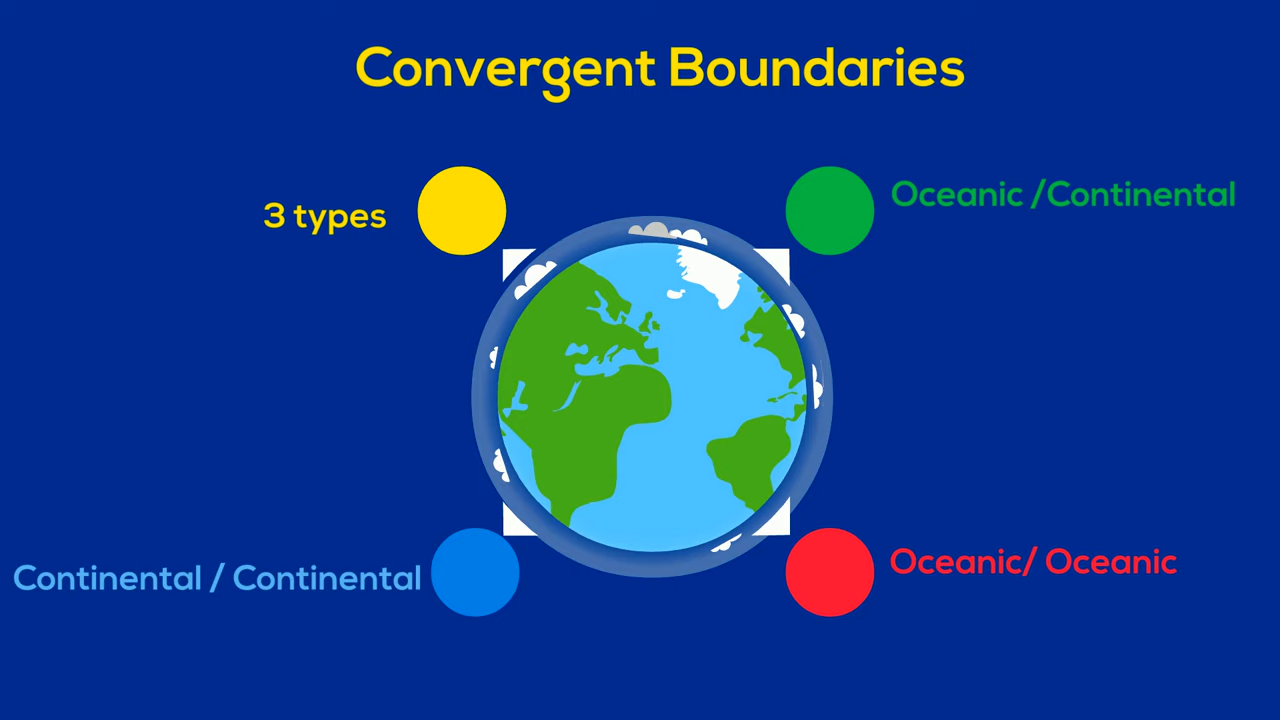 Convergent Boundaries
3 types
Oceanic /Continental
Continental / Continental
Oceanic/ Oceanic